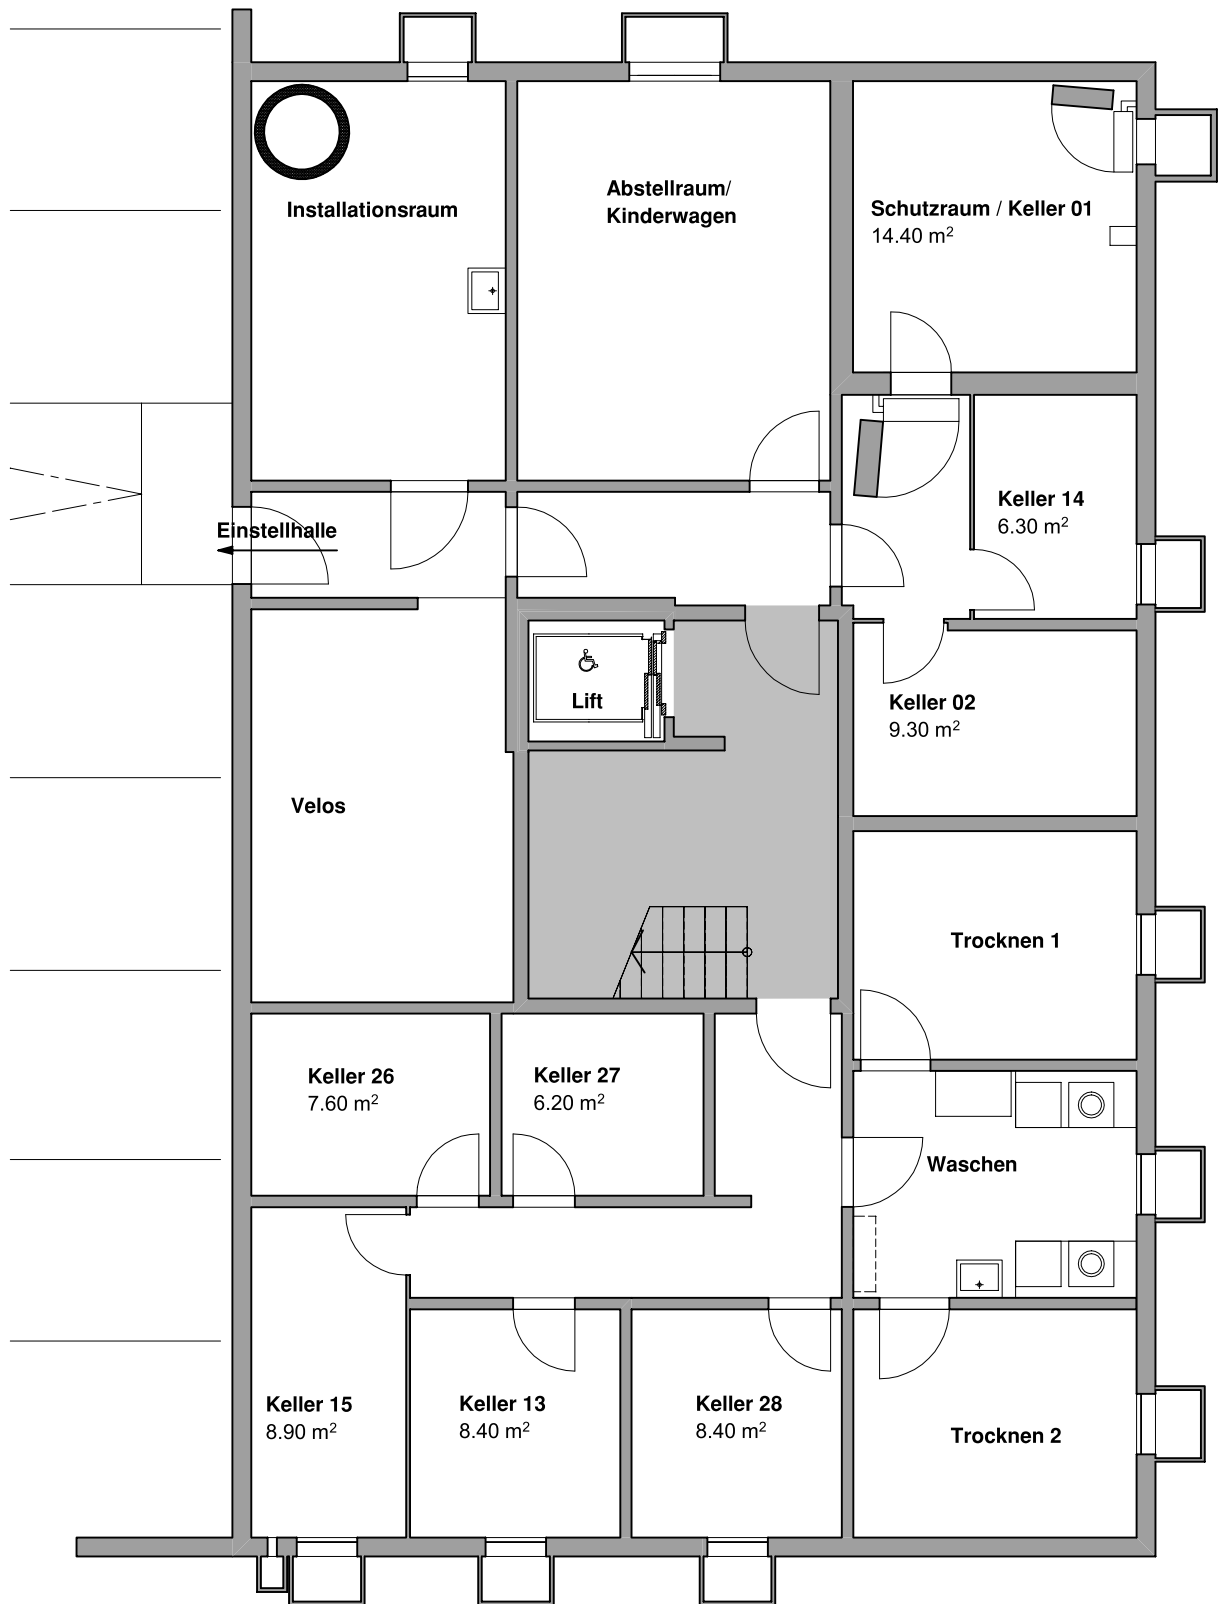 Installationsraum
Abstellraum/
Kinderwagen
Schutzraum / Keller 01
14.40 m²
Einstellhalle
Keller 14
6.30 m²
Lift
Keller 02
9.30 m²
Velos
Trocknen 1
Keller 26
7.60 m²
Keller 27
6.20 m²
Waschen
Keller 15
8.90 m²
Keller 13
8.40 m²
Keller 28
8.40 m²
Trocknen 2